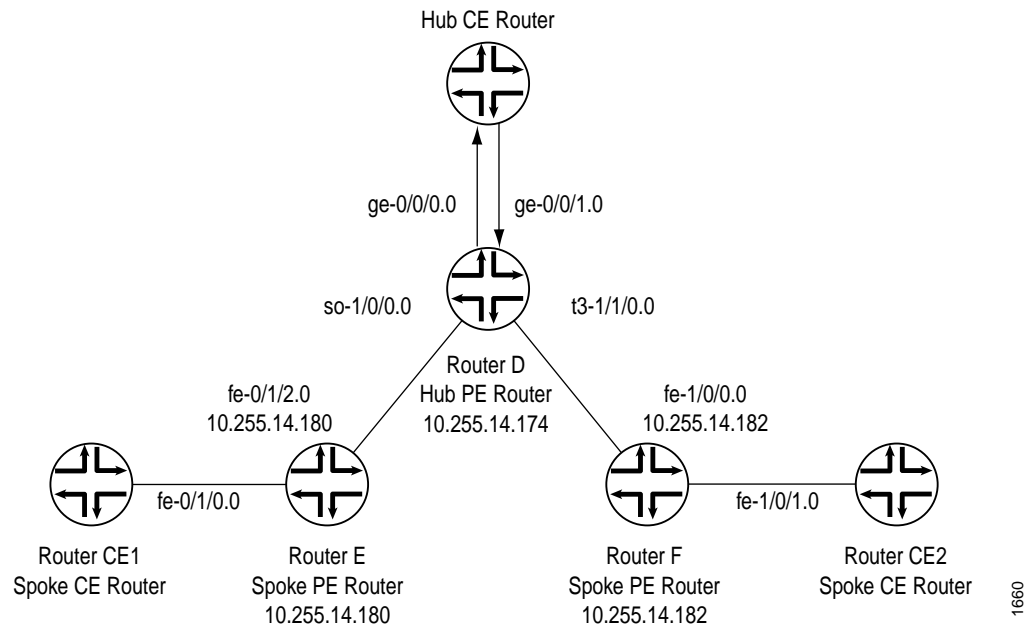 Hub CE Router
ge-0/0/0.0
ge-0/0/1.0
so-1/0/0.0
t3-1/1/0.0
Router D
Hub PE Router
10.255.14.174
fe-0/1/2.0
10.255.14.180
fe-1/0/0.0
10.255.14.182
fe-0/1/0.0
fe-1/0/1.0
Router CE1
Spoke CE Router
Router E
Spoke PE Router
10.255.14.180
Router F
Spoke PE Router
10.255.14.182
Router CE2
Spoke CE Router
1660